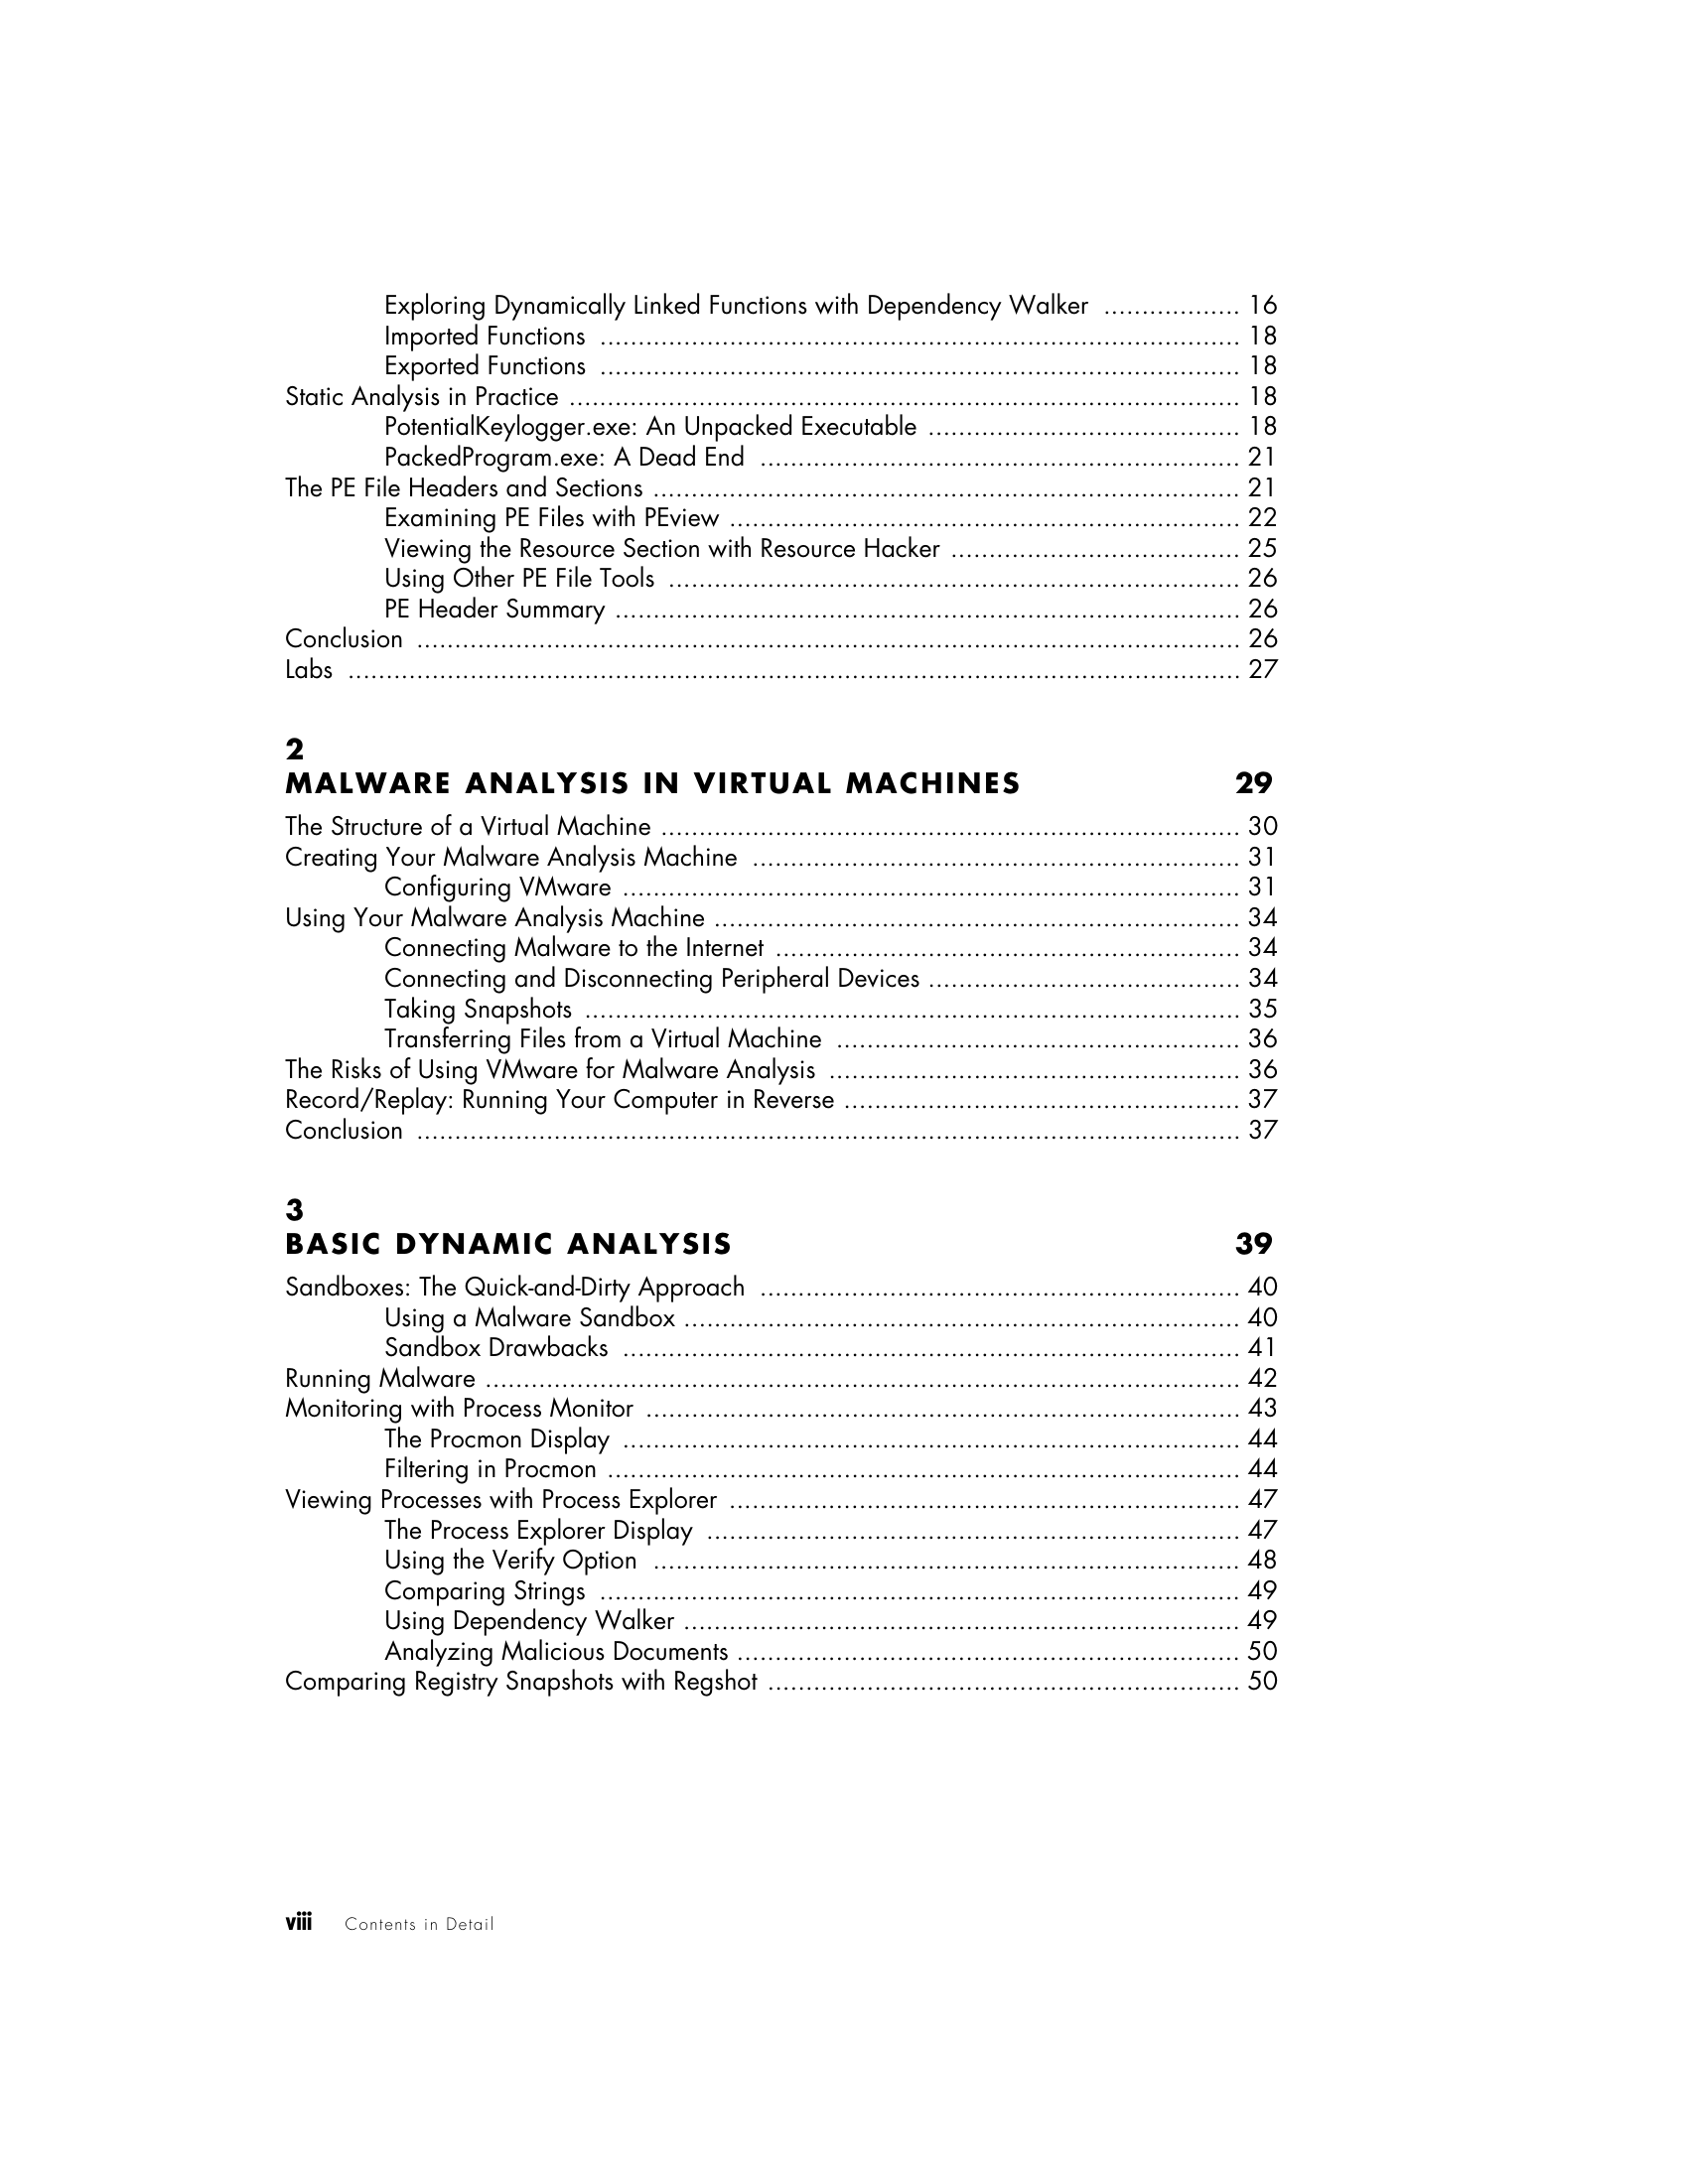 Exploring Dynamically Linked Functions with Dependency Walker .................. 16
Imported Functions .................. 18
Exported Functions .................. 18
Static Analysis in Practice .................. 18
PotentialKeylogger.exe: An Unpacked Executable .................. 18
PackedProgram.exe: A Dead End .................. 21
The PE File Headers and Sections .................. 21
Examining PE Files with PEview .................. 22
Viewing the Resource Section with Resource Hacker .................. 25
Using Other PE File Tools .................. 26
PE Header Summary .................. 26
Conclusion .................. 26
Labs .................. 27
2
MALWARE ANALYSIS IN VIRTUAL MACHINES 29
The Structure of a Virtual Machine .................. 30
Creating Your Malware Analysis Machine .................. 31
Configuring VMware .................. 31
Using Your Malware Analysis Machine .................. 34
Connecting Malware to the Internet .................. 34
Connecting and Disconnecting Peripheral Devices .................. 34
Taking Snapshots .................. 35
Transferring Files from a Virtual Machine .................. 36
The Risks of Using VMware for Malware Analysis .................. 36
Record/Replay: Running Your Computer in Reverse .................. 37
Conclusion .................. 37
3
BASIC DYNAMIC ANALYSIS 39
Sandboxes: The Quick-and-Dirty Approach .................. 40
Using a Malware Sandbox .................. 40
Sandbox Drawbacks .................. 41
Running Malware .................. 42
Monitoring with Process Monitor .................. 43
The Procmon Display .................. 44
Filtering in Procmon .................. 44
Viewing Processes with Process Explorer .................. 47
The Process Explorer Display .................. 47
Using the Verify Option .................. 48
Comparing Strings .................. 49
Using Dependency Walker .................. 49
Analyzing Malicious Documents .................. 50
Comparing Registry Snapshots with Regshot .................. 50
viii Contents in Detail